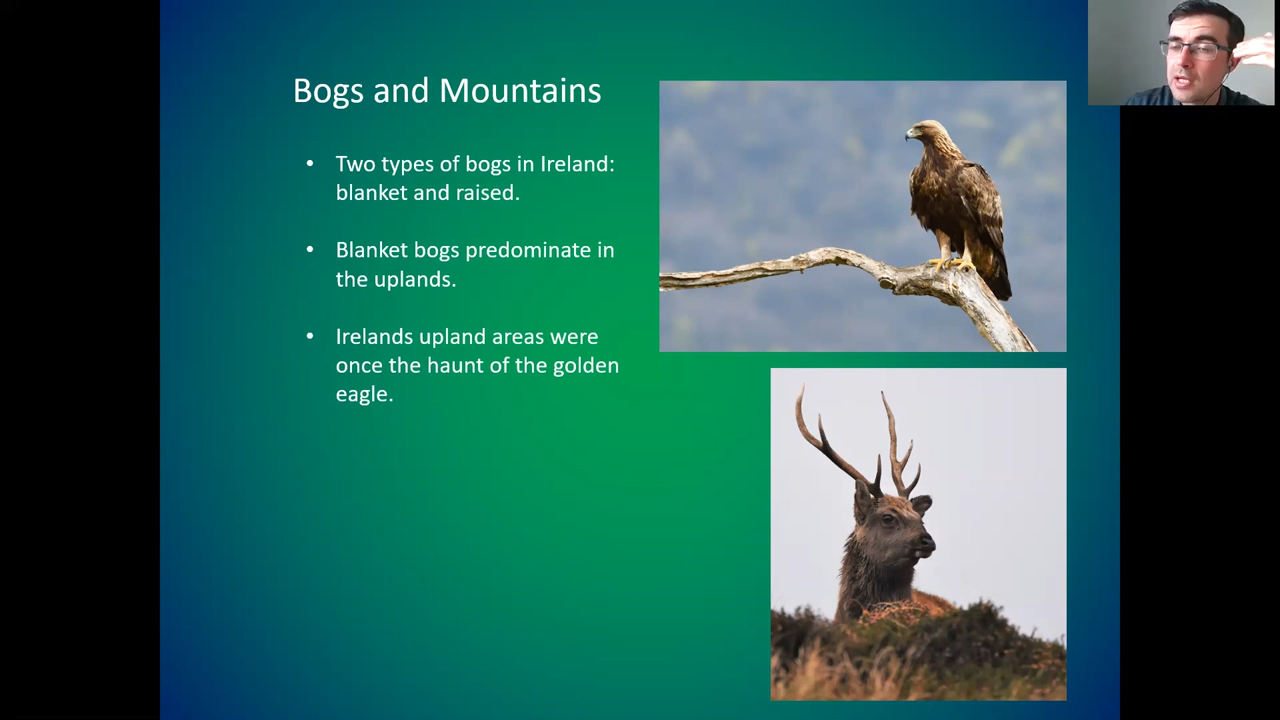 Bogs and Mountains
• Two types of bogs in Ireland:
blanket and raised.
• Blanket bogs predominate in
the uplands.
• Irelands upland areas were
once the haunt of the golden
eagle.